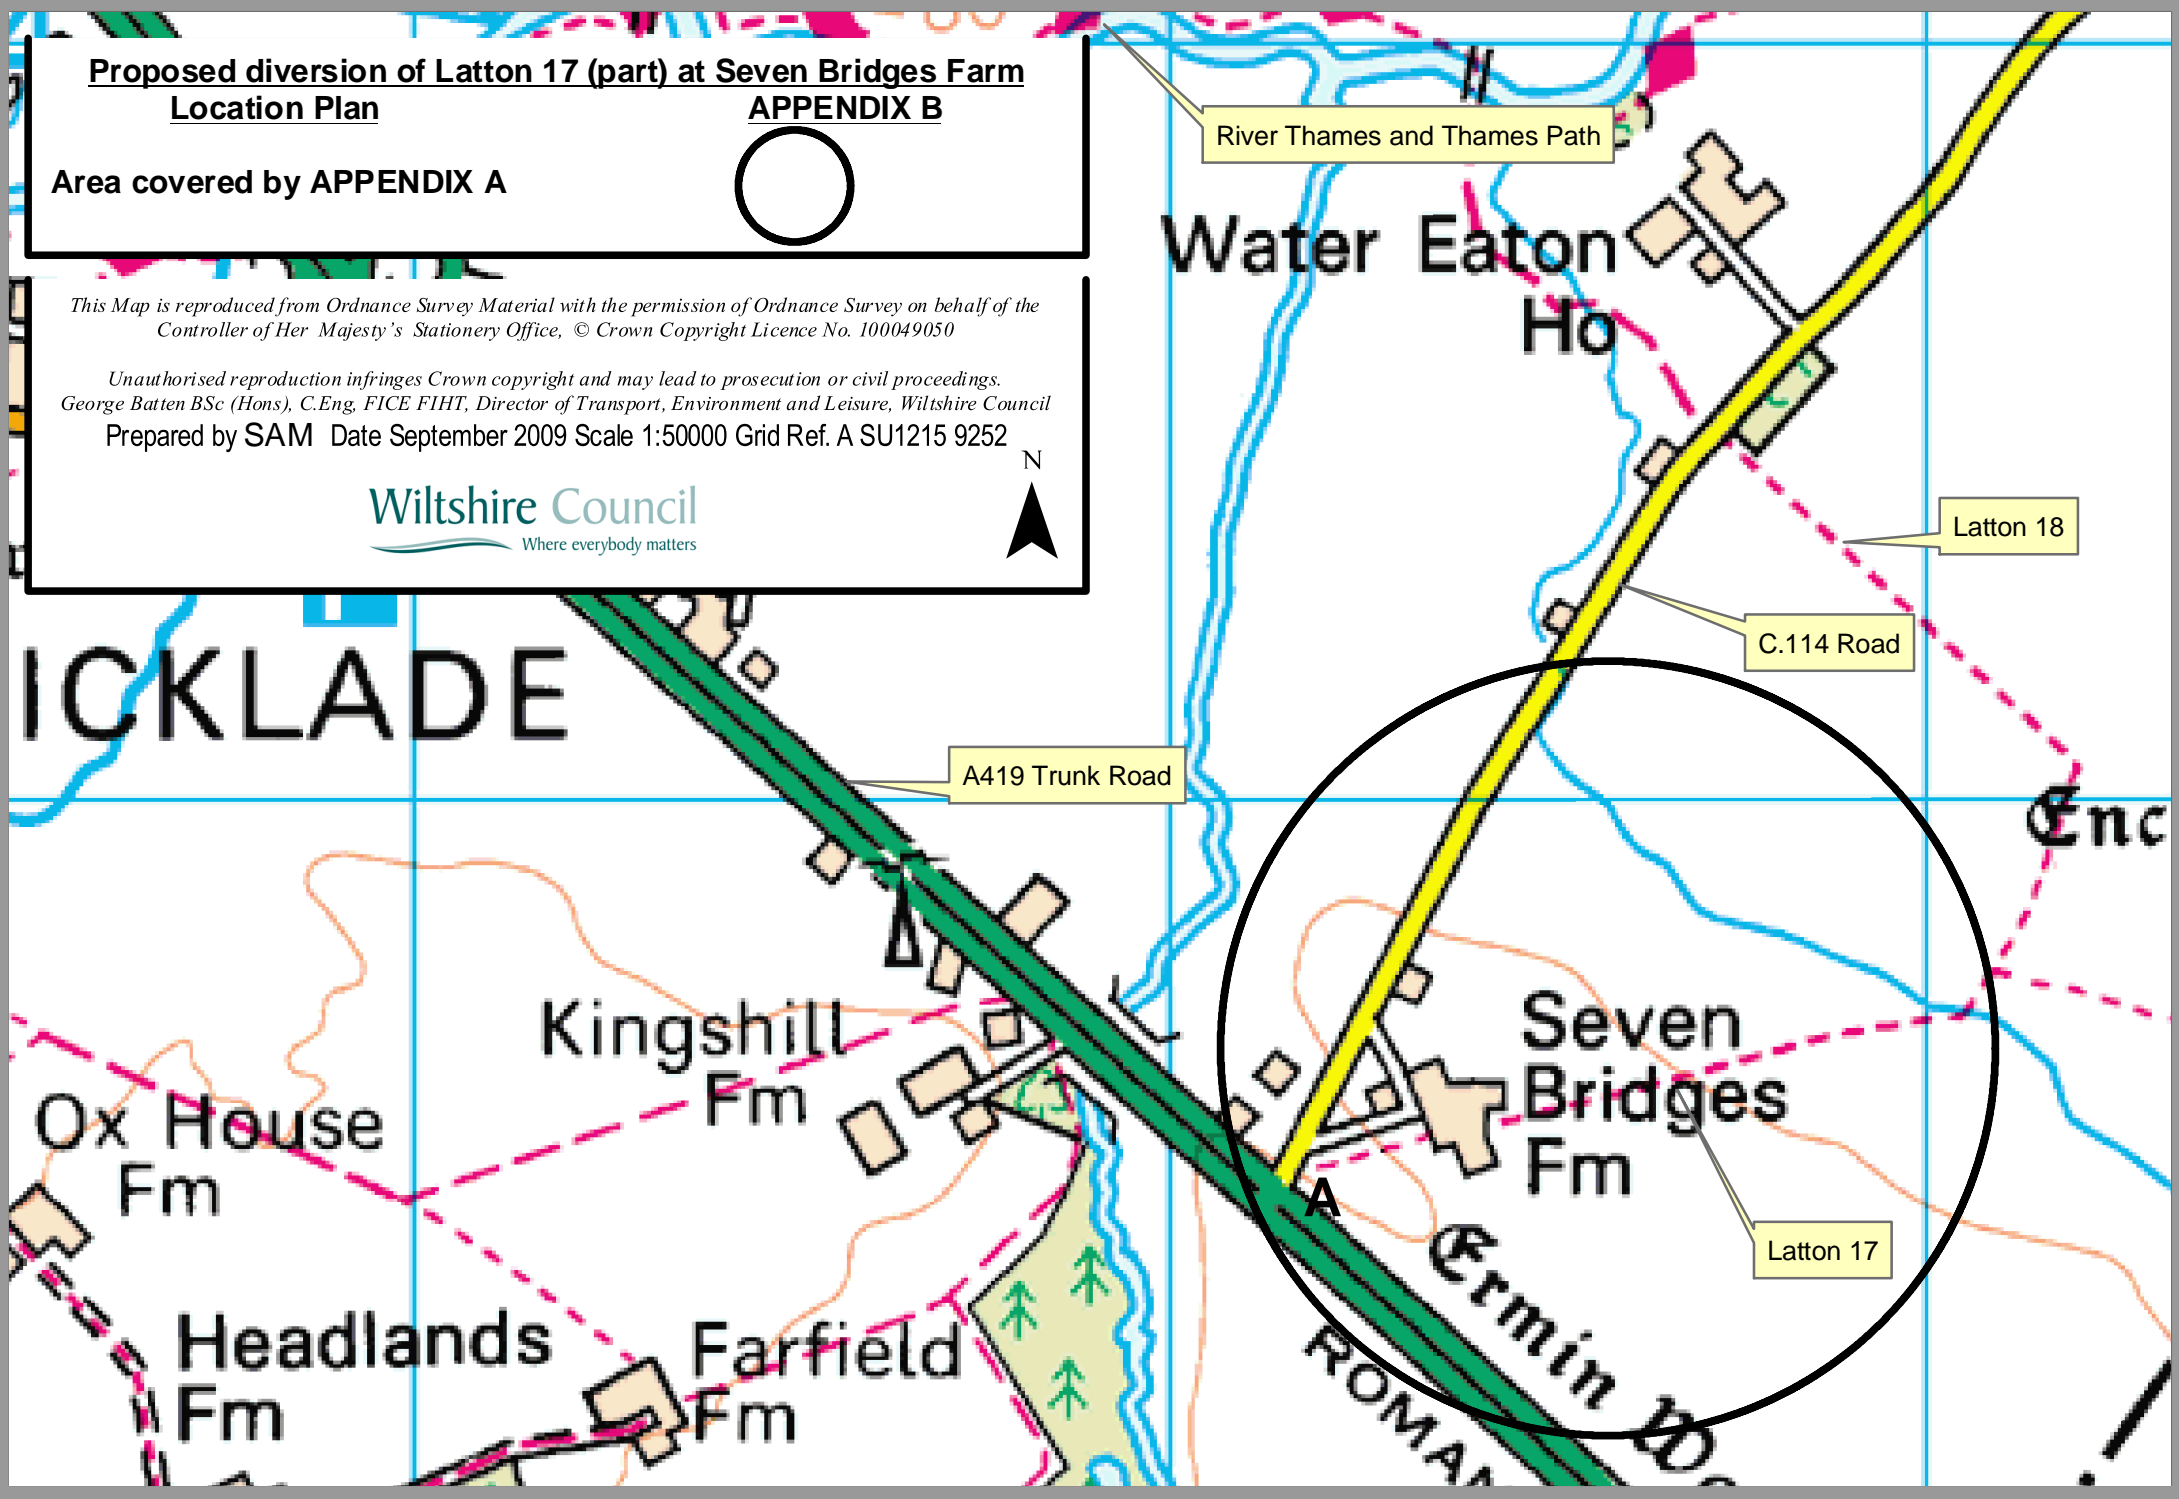 Proposed diversion of Latton 17 (part) at Seven Bridges Farm
Location Plan APPENDIX B
Area covered by APPENDIX A
This Map is reproduced from Ordnance Survey Material with the permission of Ordnance Survey on behalf of the
Controller of Her Majesty's Stationery Office, © Crown Copyright Licence No. 100049050
Unauthorised reproduction infringes Crown copyright and may lead to prosecution or civil proceedings.
George Batten BSc (Hons), C.Eng, FICE FIHT, Director of Transport, Environment and Leisure, Wiltshire Council
Prepared by SAM Date September 2009 Scale 1:50000 Grid Ref. A SU1215 9252
N
Wiltshire Council
Where everybody matters
River Thames and Thames Path
Water Eaton
Ho
Latton 18
C.114 Road
ICKLADE
A419 Trunk Road
Enc
Kingshill
Fm
Seven
Bridges
Fm
Ox House
Fm
A
Latton 17
Ermin
ROMAN
Headlands
Fm
Farfield
Fm